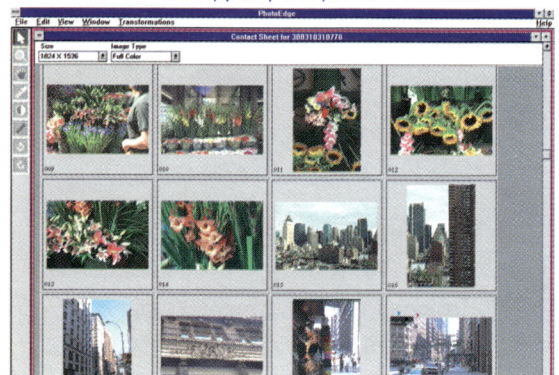 PhotoEdge
File Edit View Window Transformations Help
Contact Sheet for 300310310776
Size Image Type
1024 X 1536 Full Color
009 010 011 012
013 014 015 016